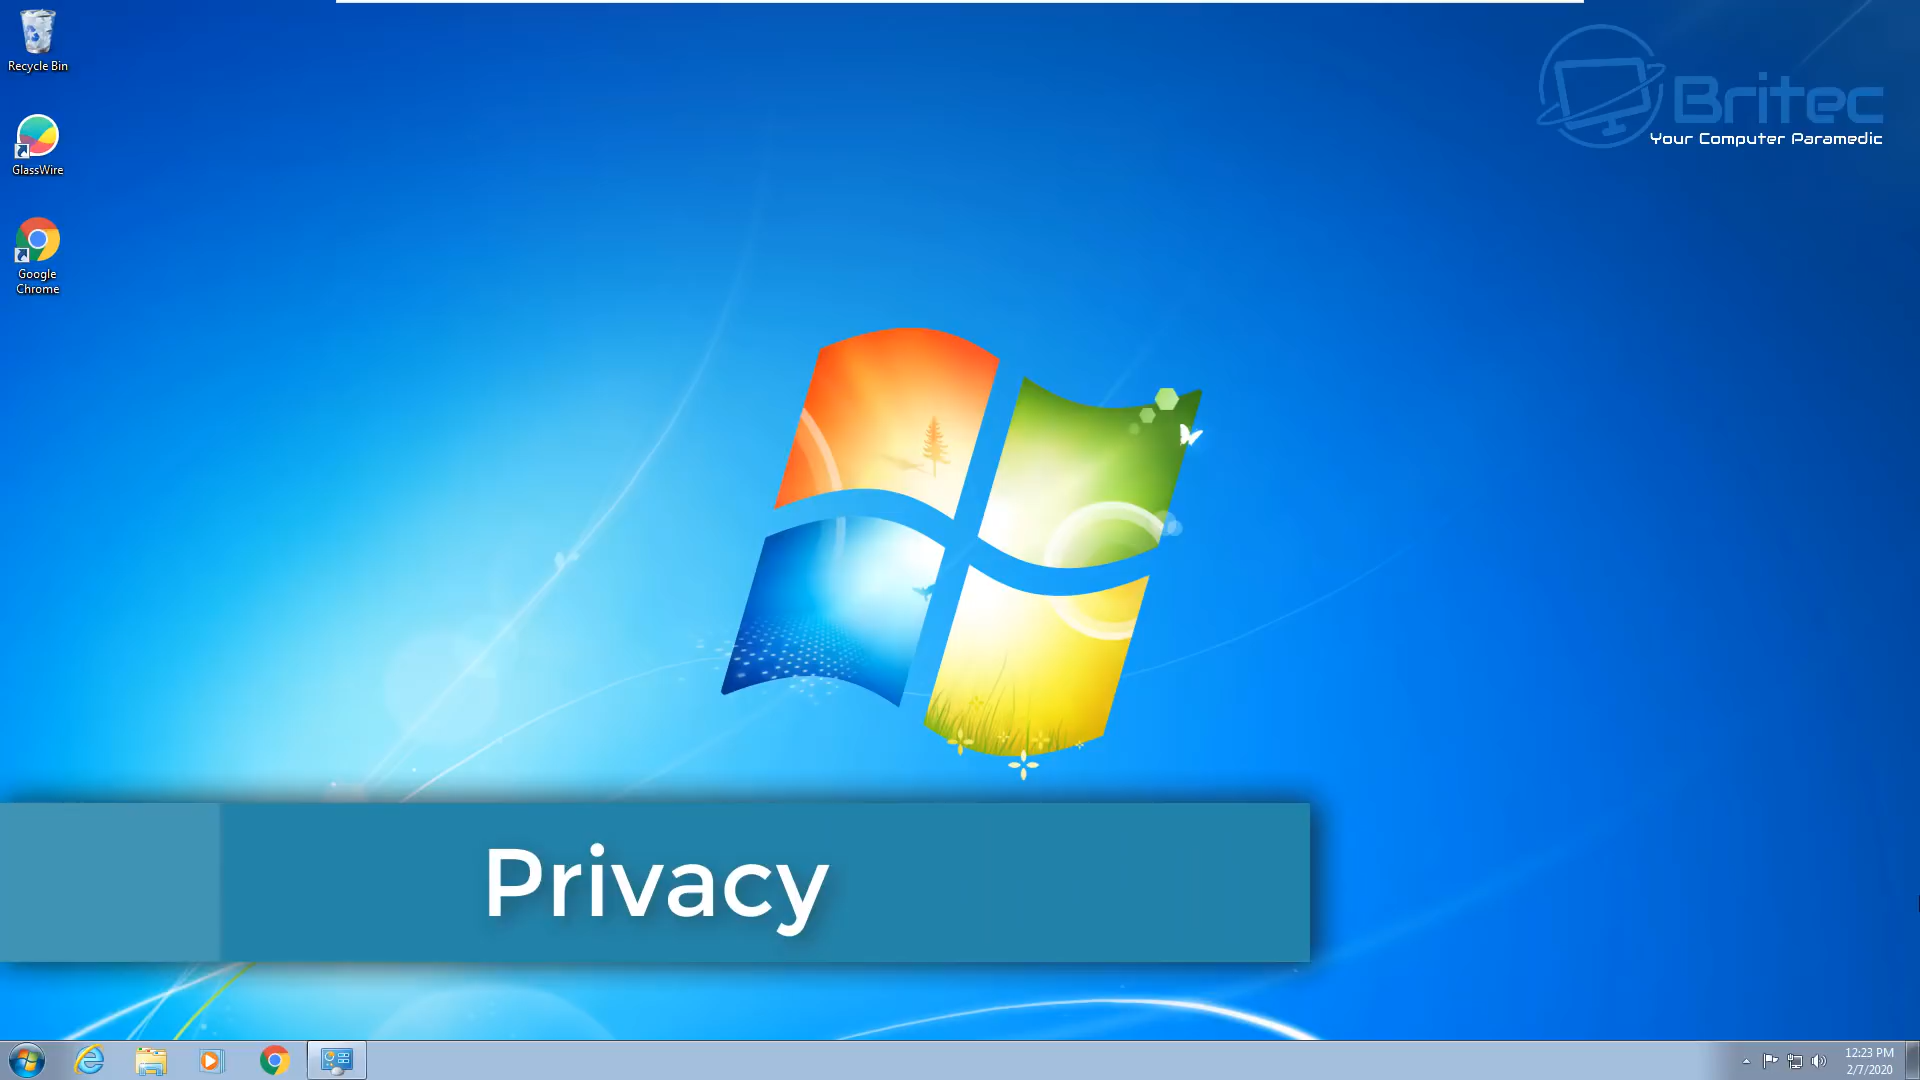 Recycle Bin
GlassWire
Google
Chrome
Britec
Your Computer Paramedic
Privacy
12:23 PM
2/7/2020